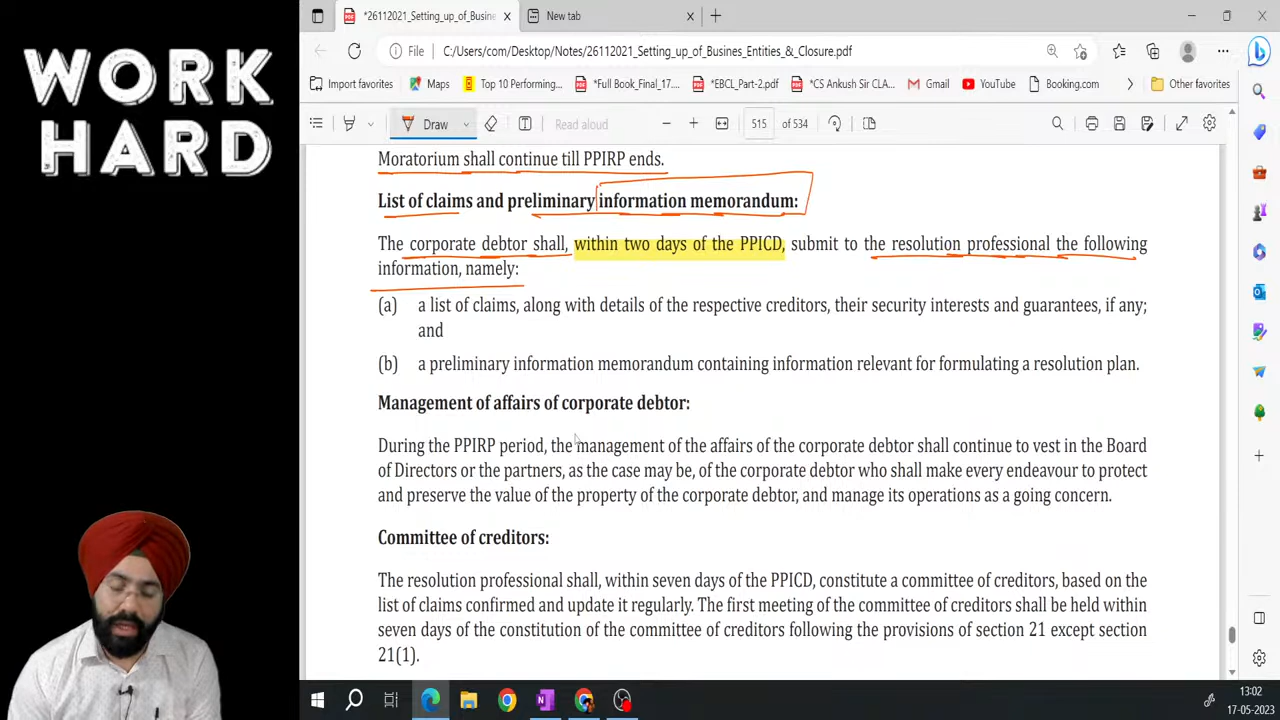 WORK
HARD
*26112021_Setting_up_of_Busine
New tab
File
C:/Users/com/Desktop/Notes/26112021_Setting_up_of_Busines_Entities_&_Closure.pdf
Import favorites
Maps
Top 10 Performing...
*Full Book_Final_17....
*EBCL_Part-2.pdf
*CS Ankush Sir CLA...
Gmail
YouTube
Booking.com
Other favorites
Draw
Read aloud
515
of 534
Moratorium shall continue till PPIRP ends.
List of claims and preliminary information memorandum:
The corporate debtor shall, within two days of the PPICD, submit to the resolution professional the following
information, namely:
(a) a list of claims, along with details of the respective creditors, their security interests and guarantees, if any;
and
(b) a preliminary information memorandum containing information relevant for formulating a resolution plan.
Management of affairs of corporate debtor:
During the PPIRP period, the management of the affairs of the corporate debtor shall continue to vest in the Board
of Directors or the partners, as the case may be, of the corporate debtor who shall make every endeavour to protect
and preserve the value of the property of the corporate debtor, and manage its operations as a going concern.
Committee of creditors:
The resolution professional shall, within seven days of the PPICD, constitute a committee of creditors, based on the
list of claims confirmed and update it regularly. The first meeting of the committee of creditors shall be held within
seven days of the constitution of the committee of creditors following the provisions of section 21 except section
21(1).
13:02
17-05-2023